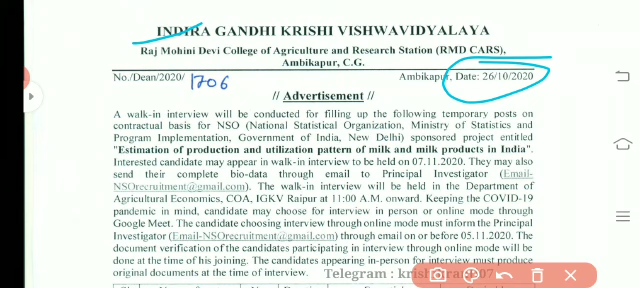 INDIRA GANDHI KRISHI VISHWAVIDYALAYA
Raj Mohini Devi College of Agriculture and Research Station (RMD CARS),
Ambikapur, C.G.
No./Dean/2020/ 1706 Ambikapur, Date: 26/10/2020
// Advertisement //
A walk-in interview will be conducted for filling up the following temporary posts on
contractual basis for NSO (National Statistical Organization, Ministry of Statistics and
Program Implementation, Government of India, New Delhi) sponsored project entitled
"Estimation of production and utilization pattern of milk and milk products in India".
Interested candidate may appear in walk-in interview to be held on 07.11.2020. They may also
send their complete bio-data through email to Principal Investigator (Email-
NSOrecruitment@gmail.com). The walk-in interview will be held in the Department of
Agricultural Economics, COA, IGKV Raipur at 11:00 A.M. onward. Keeping the COVID-19
pandemic in mind, candidate may choose for interview in person or online mode through
Google Meet. The candidate choosing interview through online mode must inform the Principal
Investigator (Email-NSOrecruitment@gmail.com) through email on or before 05.11.2020. The
document verification of the candidates participating in interview through online mode will be
done at the time of his joining. The candidates appearing in-person for interview must produce
original documents at the time of interview. Telegram :